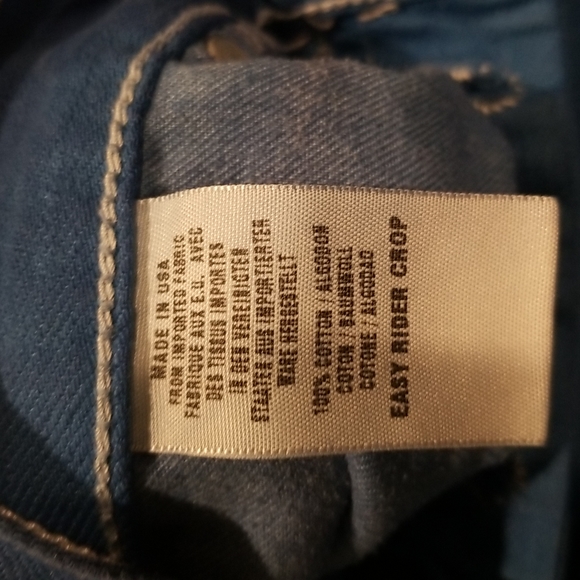 MADE IN USA
FROM IMPORTED FABRIC
FABRIQUE AUX E.U. AVEC
DES TISSUS IMPORTES
IN DEN VEREINIGTEN
STAATEN AUS IMPORTIERTER
WARE HERGESTELLT
100% COTTON / ALGODON
COTON / BAUMWOLL
COTONE / ALGODAO
EASY RIDER CROP